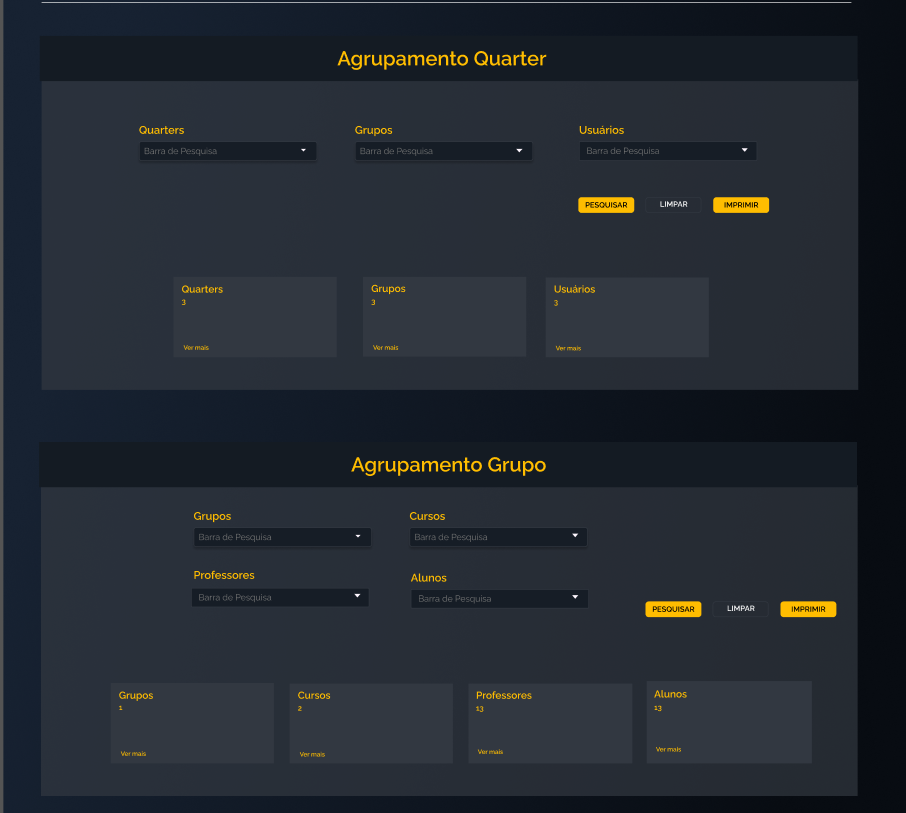 Agrupamento Quarter
Quarters Grupos Usuários
Barra de Pesquisa Barra de Pesquisa Barra de Pesquisa
PESQUISAR LIMPAR IMPRIMIR
Quarters Grupos Usuários
3 3 3
Ver mais Ver mais Ver mais
Agrupamento Grupo
Grupos Cursos
Barra de Pesquisa Barra de Pesquisa
Professores Alunos
Barra de Pesquisa Barra de Pesquisa
PESQUISAR LIMPAR IMPRIMIR
Grupos Cursos Professores Alunos
1 2 13 13
Ver mais Ver mais Ver mais Ver mais